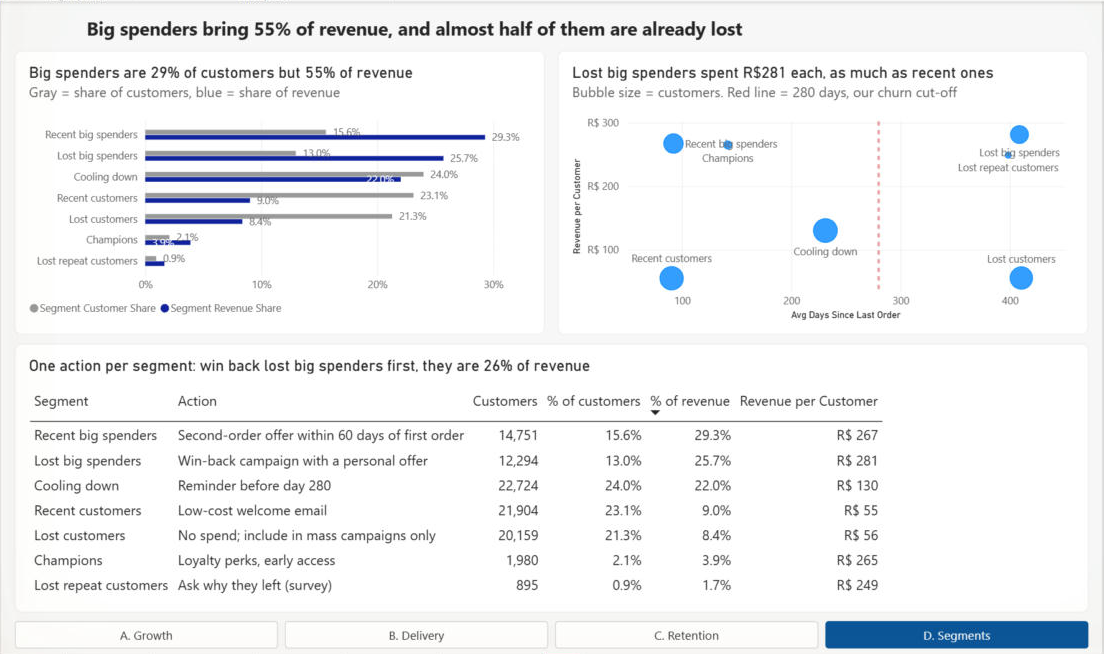 Big spenders bring 55% of revenue, and almost half of them are already lost
Big spenders are 29% of customers but 55% of revenue
Gray = share of customers, blue = share of revenue
Recent big spenders 15.6% 29.3%
Lost big spenders 13.0% 25.7%
Cooling down 24.0% 22.0%
Recent customers 23.1% 9.0%
Lost customers 21.3% 8.4%
Champions 2.1% 3.9%
Lost repeat customers 0.9%
0% 10% 20% 30%
Segment Customer Share Segment Revenue Share
Lost big spenders spent R$281 each, as much as recent ones
Bubble size = customers. Red line = 280 days, our churn cut-off
Revenue per Customer
R$ 300
R$ 200
R$ 100
Recent big spenders
Champions
Lost big spenders
Lost repeat customers
Cooling down
Recent customers
Lost customers
100 200 300 400
Avg Days Since Last Order
One action per segment: win back lost big spenders first, they are 26% of revenue
Segment Action Customers % of customers % of revenue Revenue per Customer
Recent big spenders Second-order offer within 60 days of first order 14,751 15.6% 29.3% R$ 267
Lost big spenders Win-back campaign with a personal offer 12,294 13.0% 25.7% R$ 281
Cooling down Reminder before day 280 22,724 24.0% 22.0% R$ 130
Recent customers Low-cost welcome email 21,904 23.1% 9.0% R$ 55
Lost customers No spend; include in mass campaigns only 20,159 21.3% 8.4% R$ 56
Champions Loyalty perks, early access 1,980 2.1% 3.9% R$ 265
Lost repeat customers Ask why they left (survey) 895 0.9% 1.7% R$ 249
A. Growth
B. Delivery
C. Retention
D. Segments